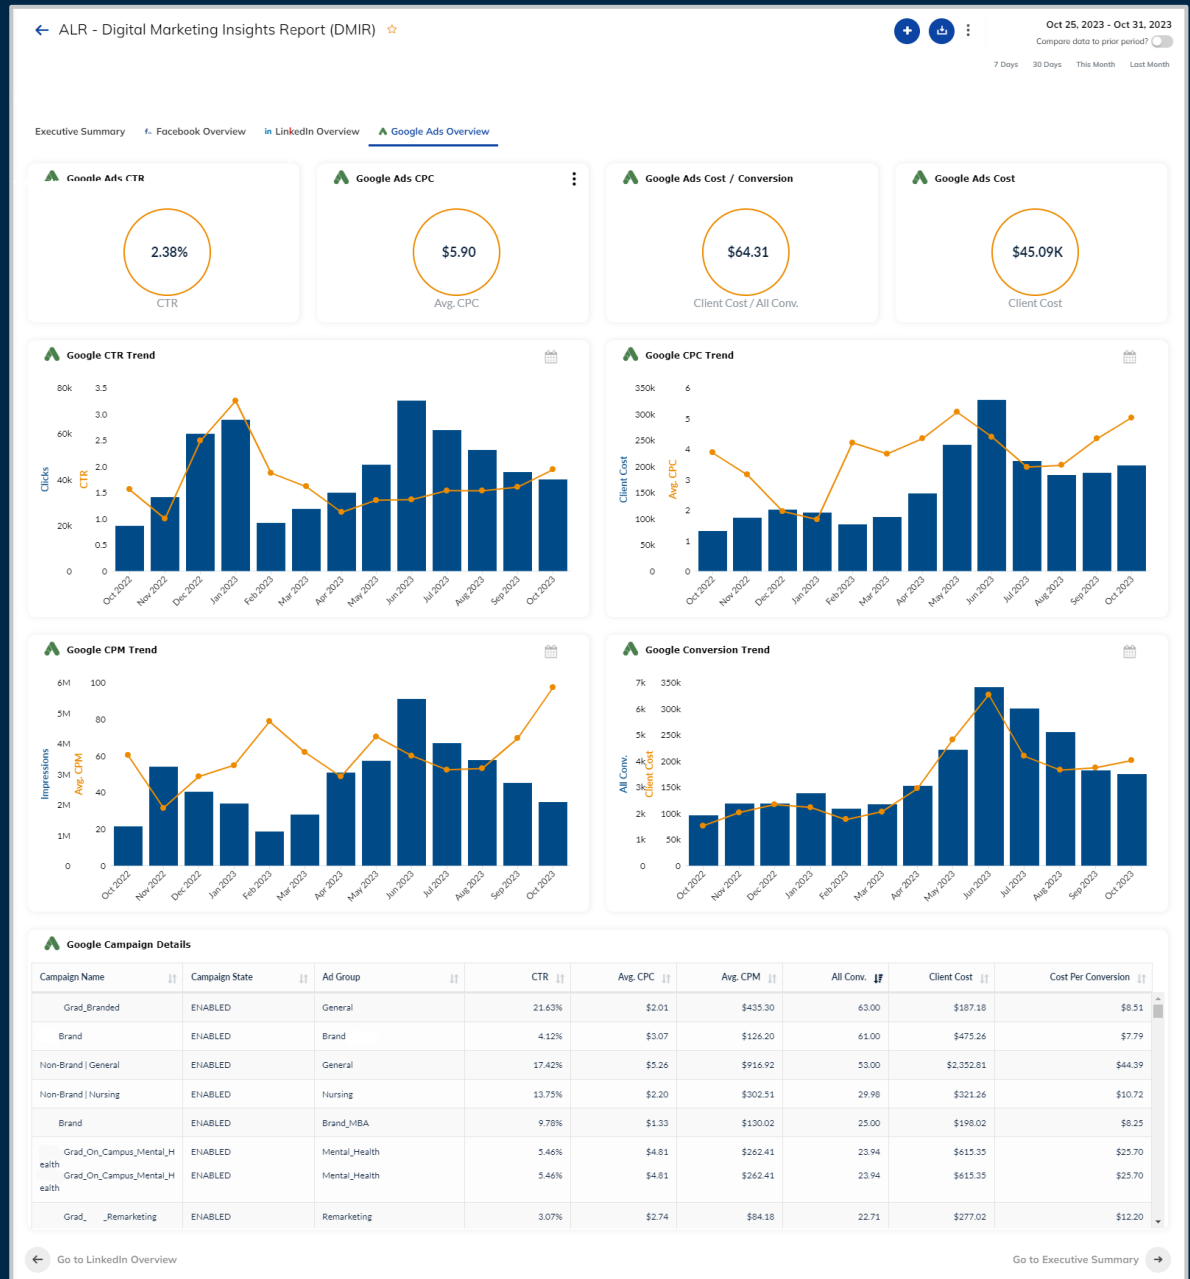 ALR - Digital Marketing Insights Report (DMIR)
Oct 25, 2023 - Oct 31, 2023
Compare data to prior period?
7 Days 30 Days This Month Last Month
Executive Summary Facebook Overview LinkedIn Overview Google Ads Overview
Google Ads CTR
2.38%
CTR
Google Ads CPC
$5.90
Avg. CPC
Google Ads Cost / Conversion
$64.31
Client Cost / All Conv.
Google Ads Cost
$45.09K
Client Cost
Google CTR Trend
Clicks
CTR
80k 3.5
3.0
60k 2.5
2.0
40k 1.5
1.0
20k 0.5
0 0
Oct 2022 Nov 2022 Dec 2022 Jan 2023 Feb 2023 Mar 2023 Apr 2023 May 2023 Jun 2023 Jul 2023 Aug 2023 Sep 2023 Oct 2023
Google CPC Trend
Client Cost
Avg. CPC
350k 6
300k 5
250k 4
200k 3
150k 2
100k 1
50k
0 0
Oct 2022 Nov 2022 Dec 2022 Jan 2023 Feb 2023 Mar 2023 Apr 2023 May 2023 Jun 2023 Jul 2023 Aug 2023 Sep 2023 Oct 2023
Google CPM Trend
Impressions
Avg. CPM
6M 100
5M 80
4M 60
3M 40
2M 20
1M
0 0
Oct 2022 Nov 2022 Dec 2022 Jan 2023 Feb 2023 Mar 2023 Apr 2023 May 2023 Jun 2023 Jul 2023 Aug 2023 Sep 2023 Oct 2023
Google Conversion Trend
All Conv.
Client Cost
7k 350k
6k 300k
5k 250k
4k 200k
3k 150k
2k 100k
1k 50k
0 0
Oct 2022 Nov 2022 Dec 2022 Jan 2023 Feb 2023 Mar 2023 Apr 2023 May 2023 Jun 2023 Jul 2023 Aug 2023 Sep 2023 Oct 2023
Google Campaign Details
Campaign Name Campaign State Ad Group CTR Avg. CPC Avg. CPM All Conv. Client Cost Cost Per Conversion
Grad_Branded ENABLED General 21.63% $2.01 $435.30 63.00 $187.18 $8.51
Brand ENABLED Brand 4.12% $3.07 $126.20 61.00 $475.26 $7.79
Non-Brand | General ENABLED General 17.42% $5.26 $916.92 53.00 $2,352.81 $44.39
Non-Brand | Nursing ENABLED Nursing 13.75% $2.20 $302.51 29.98 $321.26 $10.72
Brand ENABLED Brand_MBA 9.78% $1.33 $130.02 25.00 $198.02 $8.25
Grad_On_Campus_Mental_H ENABLED Mental_Health 5.46% $4.81 $262.41 23.94 $615.35 $25.70
ealth
Grad_On_Campus_Mental_H ENABLED Mental_Health 5.46% $4.81 $262.41 23.94 $615.35 $25.70
ealth
Grad_ _Remarketing ENABLED Remarketing 3.07% $2.74 $84.18 22.71 $277.02 $12.20
Go to LinkedIn Overview
Go to Executive Summary